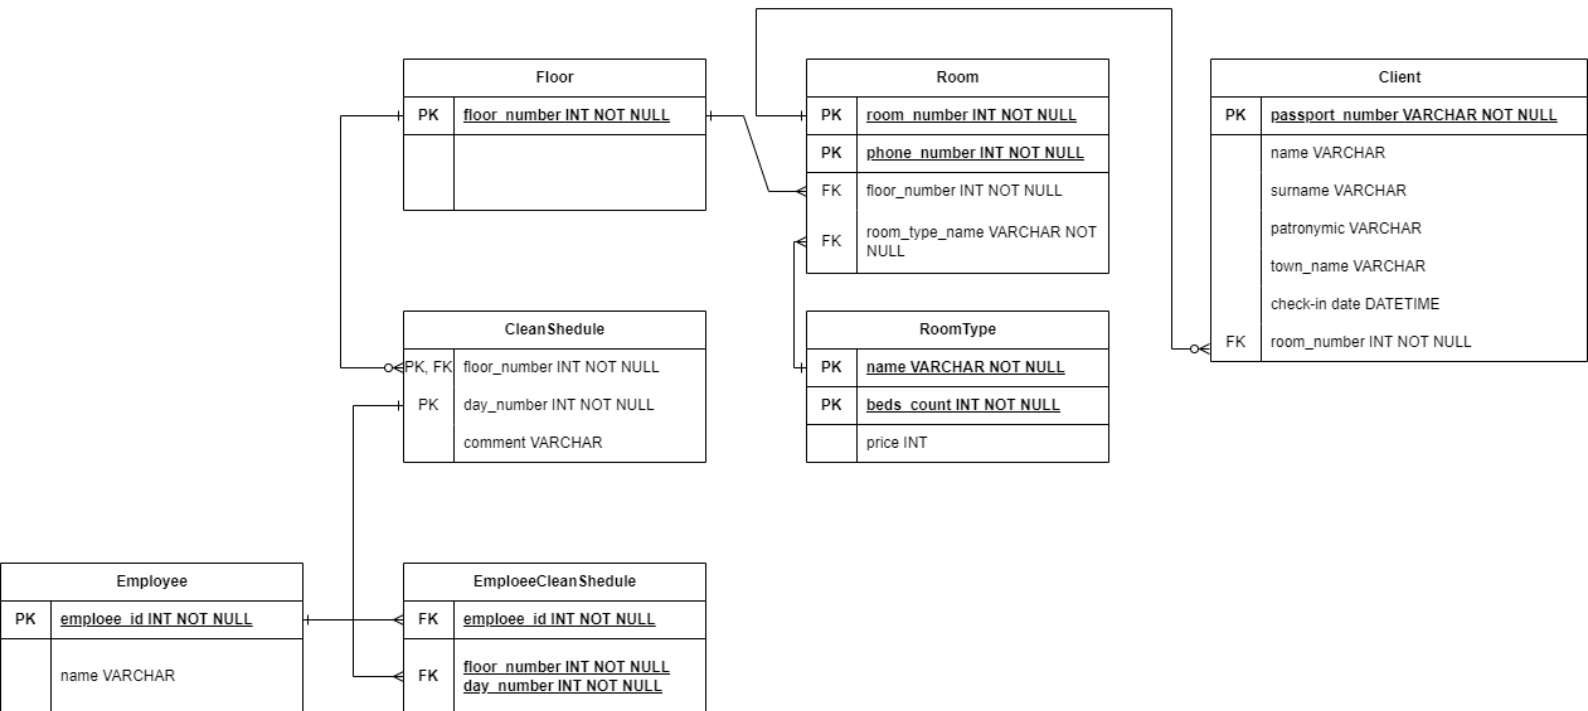 Floor
PK floor_number INT NOT NULL
Room
PK room_number INT NOT NULL
PK phone_number INT NOT NULL
FK floor_number INT NOT NULL
FK room_type_name VARCHAR NOT
NULL
Client
PK passport_number VARCHAR NOT NULL
name VARCHAR
surname VARCHAR
patronymic VARCHAR
town_name VARCHAR
check-in date DATETIME
FK room_number INT NOT NULL
CleanShedule
PK, FK floor_number INT NOT NULL
PK day_number INT NOT NULL
comment VARCHAR
RoomType
PK name VARCHAR NOT NULL
PK beds_count INT NOT NULL
price INT
Employee
PK emploee_id INT NOT NULL
name VARCHAR
EmploeeCleanShedule
FK emploee_id INT NOT NULL
FK floor_number INT NOT NULL
day_number INT NOT NULL